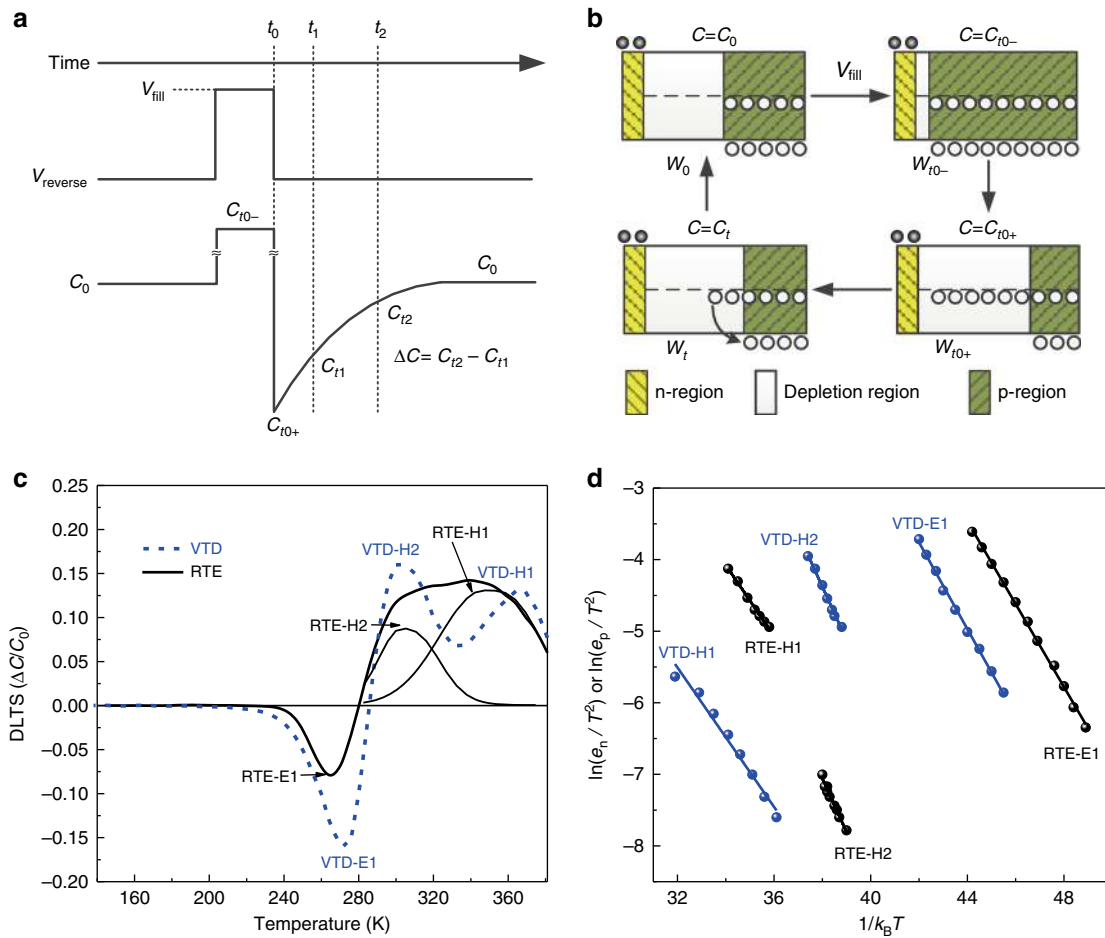 a
t0 t1 t2
Time
Vfill
Vreverse
Ct0−
≈ ≈
C0
C0
Ct2
Ct1
ΔC= Ct2 − Ct1
Ct0+
b
C=C0
C=Ct0−
Vfill
W0
Wt0−
C=Ct
C=Ct0+
Wt
Wt0+
n-region
Depletion region
p-region
c
DLTS (ΔC/C0)
0.25
0.20
0.15
0.10
0.05
0.00
−0.05
−0.10
−0.15
−0.20
VTD
RTE
RTE-H1
VTD-H2
VTD-H1
RTE-H2
RTE-E1
VTD-E1
160 200 240 280 320 360
Temperature (K)
d
ln(en / T2) or ln(ep / T2)
−3
−4
−5
−6
−7
−8
VTD-E1
VTD-H2
RTE-H1
VTD-H1
RTE-E1
RTE-H2
32 36 40 44 48
1/kBT